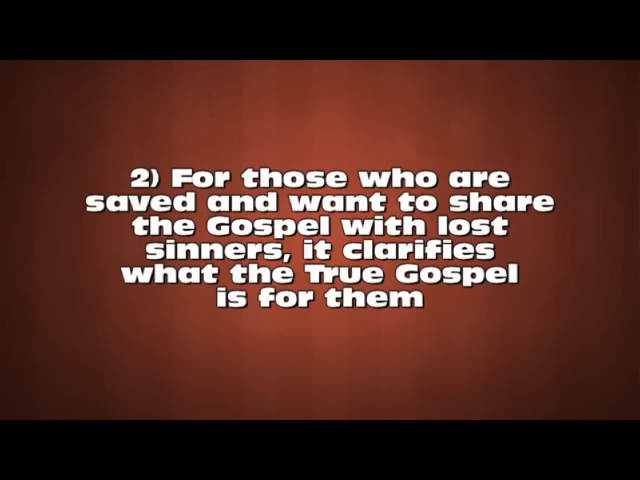 2) For those who are
saved and want to share
the Gospel with lost
sinners, it clarifies
what the True Gospel
is for them